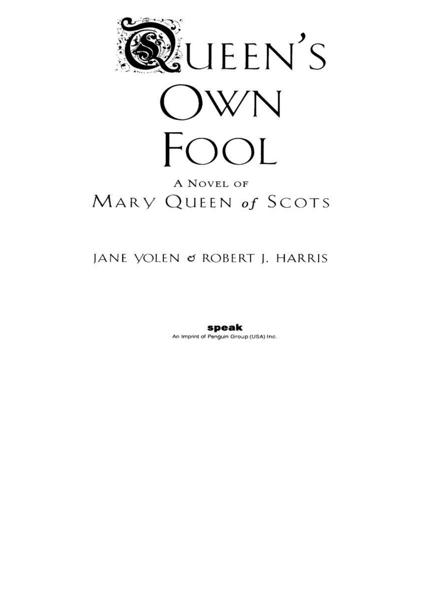 QUEEN'S
OWN
FOOL
A NOVEL OF
MARY QUEEN of SCOTS
JANE YOLEN & ROBERT J. HARRIS
speak
An Imprint of Penguin Group (USA) Inc.